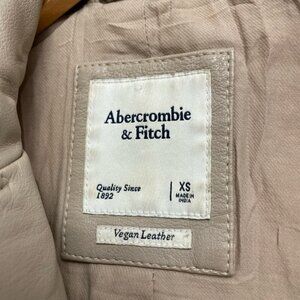 Abercrombie
& Fitch
Quality Since
1892
XS
MADE IN
INDIA
Vegan Leather